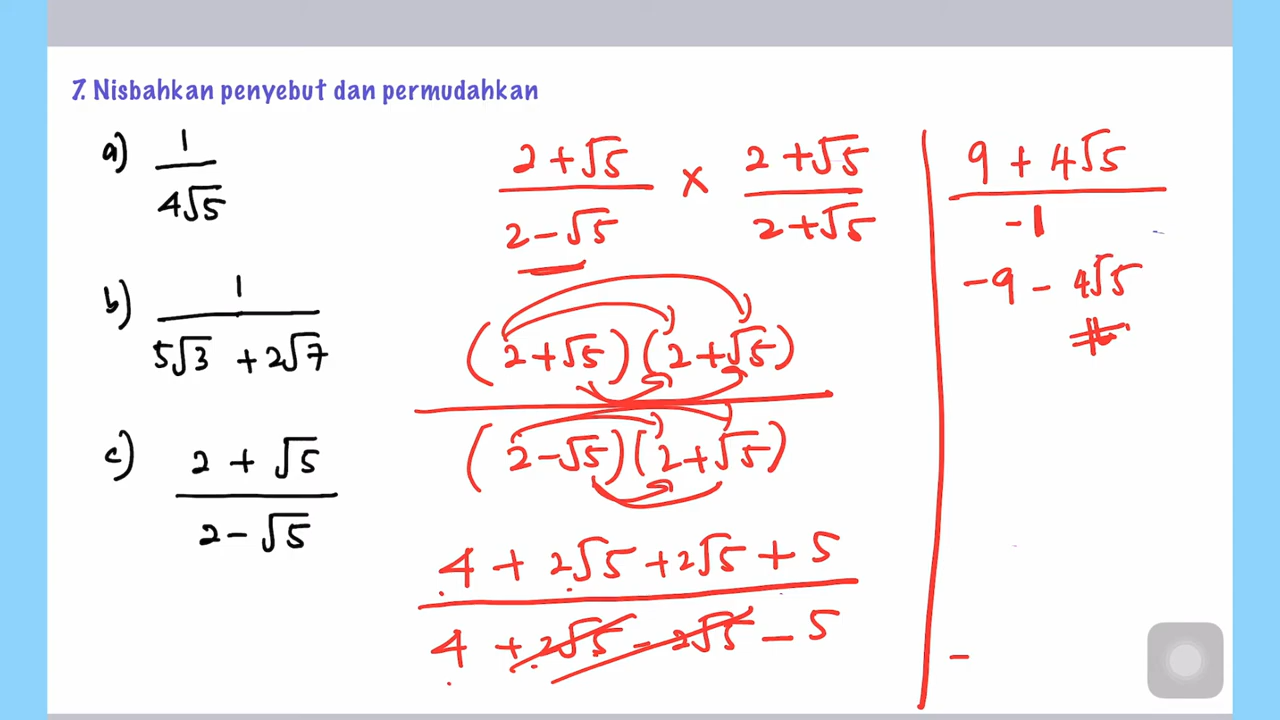 7. Nisbahkan penyebut dan permudahkan
a) 1
4√5
b) 1
5√3 + 2√7
c) 2 + √5
2 - √5
2 + √5 × 2 + √5
2 - √5 2 + √5
(2 + √5)(2 + √5)
(2 - √5)(2 + √5)
4 + 2√5 + 2√5 + 5
4 + 2√5 - 2√5 - 5
9 + 4√5
-1
-9 - 4√5
-